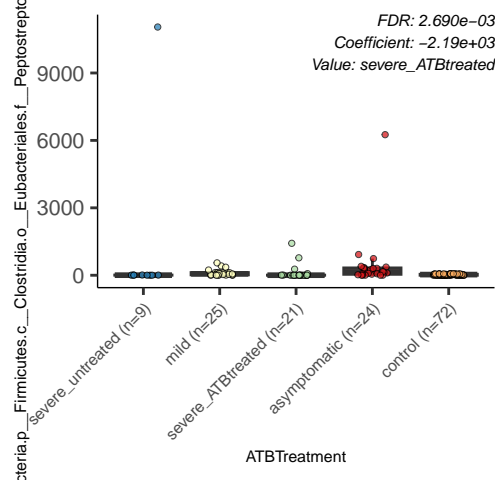 FDR: 2.690e−03
Coefficient: −2.19e+03
Value: severe_ATBtreated
cteria.p__Firmicutes.c__Clostridia.o__Eubacteriales.f__Peptostrepto
9000
6000
3000
0
severe_untreated (n=9)
mild (n=25)
severe_ATBtreated (n=21)
asymptomatic (n=24)
control (n=72)
ATBTreatment